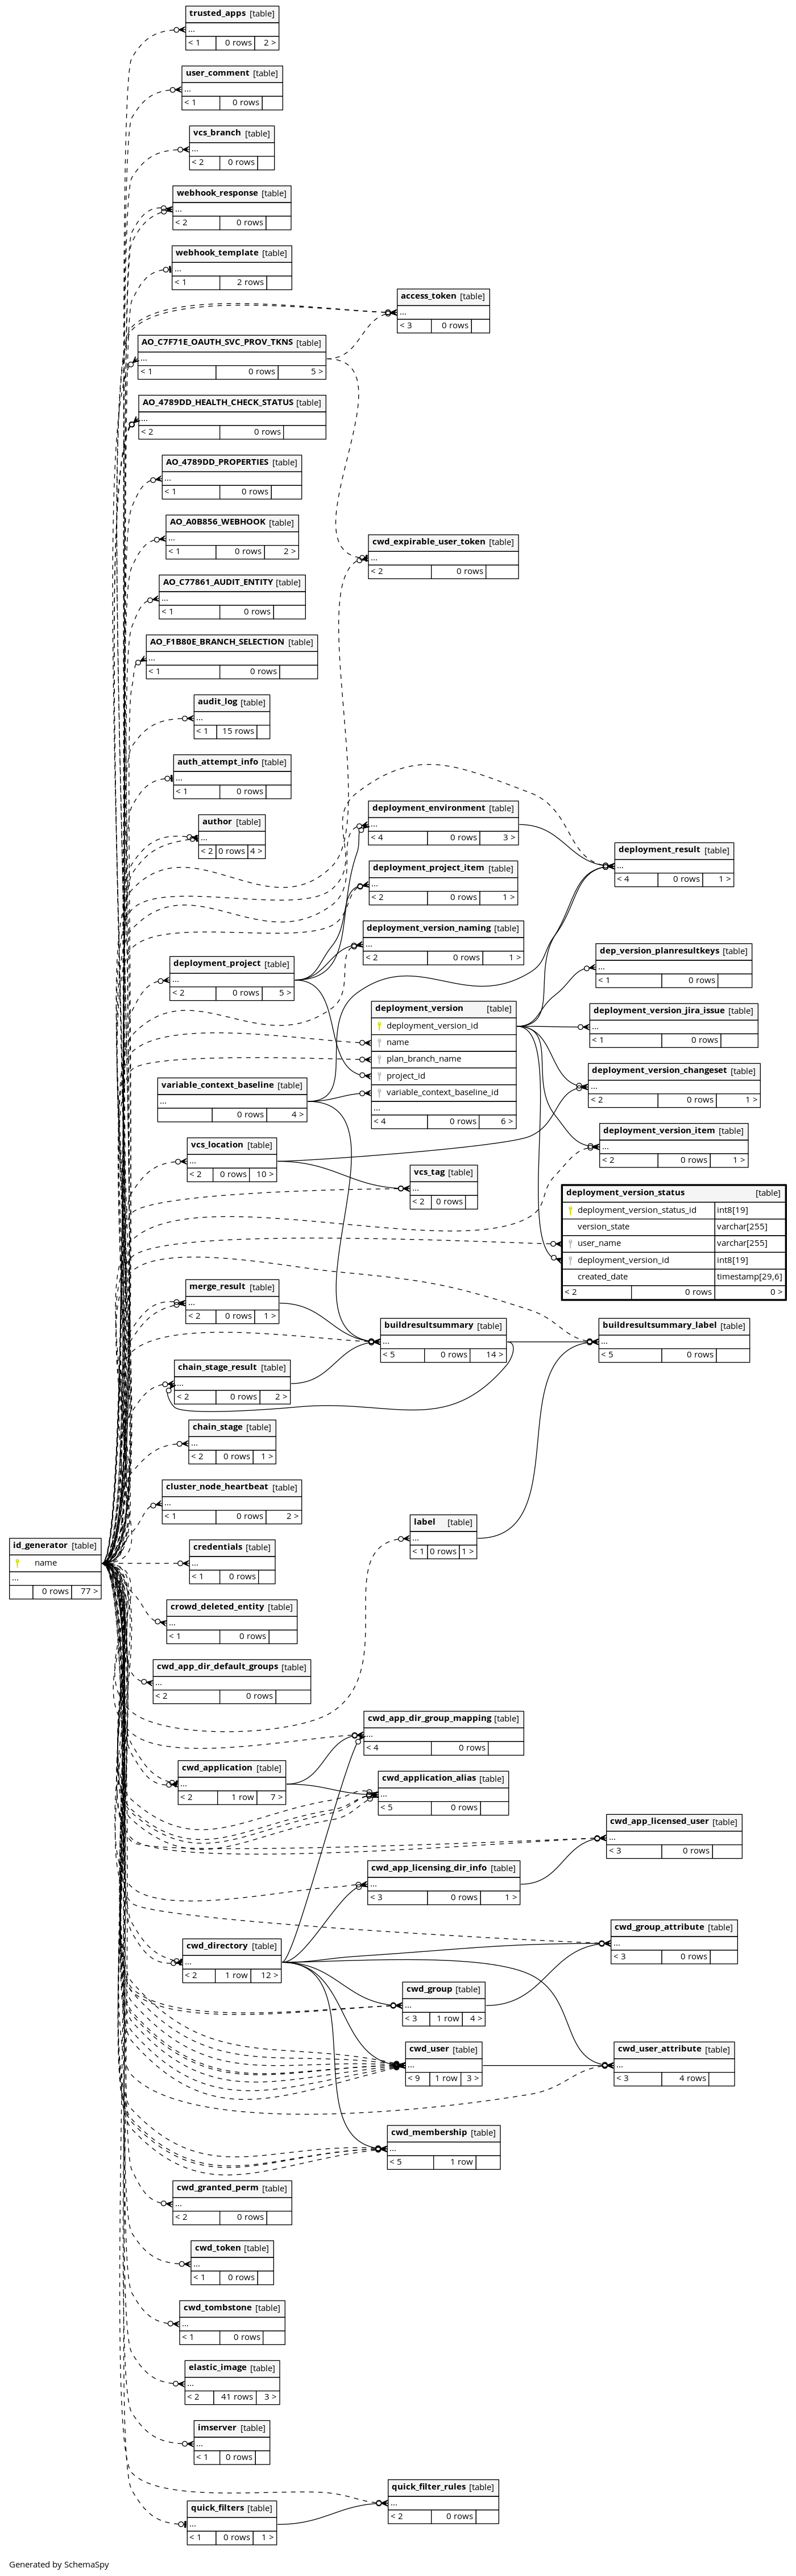 trusted_apps [table]
...
< 1 0 rows 2 >
user_comment [table]
...
< 1 0 rows
vcs_branch [table]
...
< 2 0 rows
webhook_response [table]
...
< 2 0 rows
webhook_template [table]
...
< 1 2 rows
access_token [table]
...
< 3 0 rows
AO_C7F71E_OAUTH_SVC_PROV_TKNS [table]
...
< 1 0 rows 5 >
AO_4789DD_HEALTH_CHECK_STATUS [table]
...
< 2 0 rows
AO_4789DD_PROPERTIES [table]
...
< 1 0 rows
AO_A0B856_WEBHOOK [table]
...
< 1 0 rows 2 >
cwd_expirable_user_token [table]
...
< 2 0 rows
AO_C77861_AUDIT_ENTITY [table]
...
< 1 0 rows
AO_F1B80E_BRANCH_SELECTION [table]
...
< 1 0 rows
audit_log [table]
...
< 1 15 rows
auth_attempt_info [table]
...
< 1 0 rows
author [table]
...
< 2 0 rows 4 >
deployment_environment [table]
...
< 4 0 rows 3 >
deployment_result [table]
...
< 4 0 rows 1 >
deployment_project_item [table]
...
< 2 0 rows 1 >
deployment_version_naming [table]
...
< 2 0 rows 1 >
dep_version_planresultkeys [table]
...
< 1 0 rows
deployment_project [table]
...
< 2 0 rows 5 >
deployment_version [table]
deployment_version_id
name
plan_branch_name
project_id
variable_context_baseline_id
...
< 4 0 rows 6 >
deployment_version_jira_issue [table]
...
< 1 0 rows
deployment_version_changeset [table]
...
< 2 0 rows 1 >
variable_context_baseline [table]
...
0 rows 4 >
deployment_version_item [table]
...
< 2 0 rows 1 >
vcs_location [table]
...
< 2 0 rows 10 >
vcs_tag [table]
...
< 2 0 rows
deployment_version_status [table]
deployment_version_status_id int8[19]
version_state varchar[255]
user_name varchar[255]
deployment_version_id int8[19]
created_date timestamp[29,6]
< 2 0 rows 0 >
merge_result [table]
...
< 2 0 rows 1 >
buildresultsummary [table]
...
< 5 0 rows 14 >
buildresultsummary_label [table]
...
< 5 0 rows
chain_stage_result [table]
...
< 2 0 rows 2 >
chain_stage [table]
...
< 2 0 rows 1 >
cluster_node_heartbeat [table]
...
< 1 0 rows 2 >
label [table]
...
< 1 0 rows 1 >
id_generator [table]
name
...
0 rows 77 >
credentials [table]
...
< 1 0 rows
crowd_deleted_entity [table]
...
< 1 0 rows
cwd_app_dir_default_groups [table]
...
< 2 0 rows
cwd_app_dir_group_mapping [table]
...
< 4 0 rows
cwd_application [table]
...
< 2 1 row 7 >
cwd_application_alias [table]
...
< 5 0 rows
cwd_app_licensed_user [table]
...
< 3 0 rows
cwd_app_licensing_dir_info [table]
...
< 3 0 rows 1 >
cwd_group_attribute [table]
...
< 3 0 rows
cwd_directory [table]
...
< 2 1 row 12 >
cwd_group [table]
...
< 3 1 row 4 >
cwd_user [table]
...
< 9 1 row 3 >
cwd_user_attribute [table]
...
< 3 4 rows
cwd_membership [table]
...
< 5 1 row
cwd_granted_perm [table]
...
< 2 0 rows
cwd_token [table]
...
< 1 0 rows
cwd_tombstone [table]
...
< 1 0 rows
elastic_image [table]
...
< 2 41 rows 3 >
imserver [table]
...
< 1 0 rows
quick_filter_rules [table]
...
< 2 0 rows
quick_filters [table]
...
< 1 0 rows 1 >
Generated by SchemaSpy